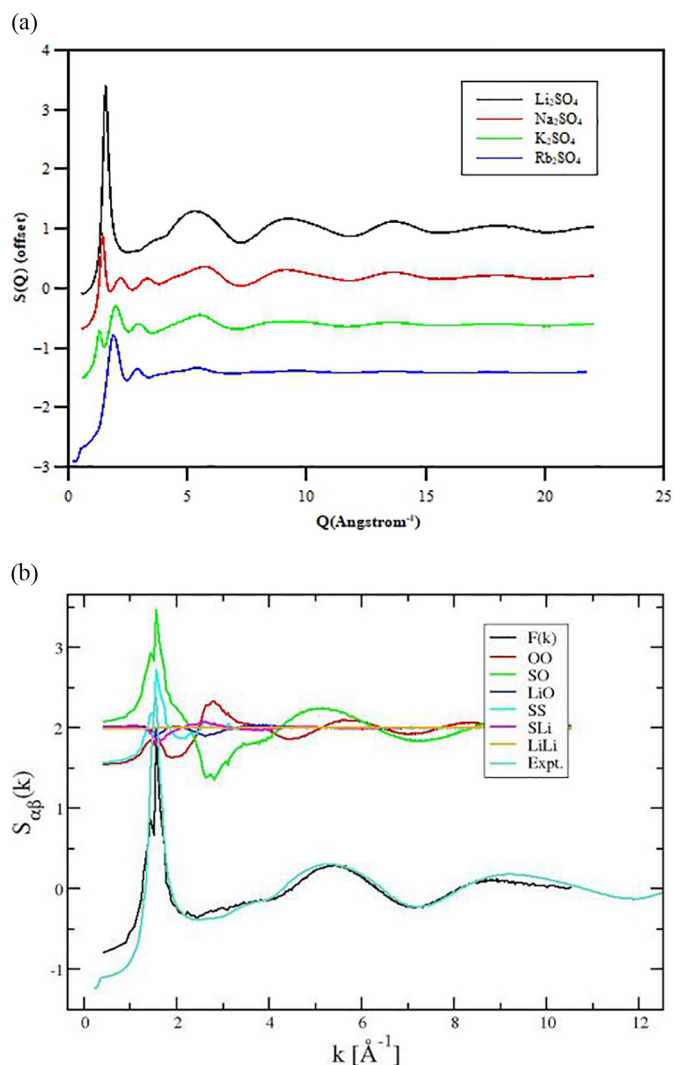 (a)
4
3
2
1
0
−1
−2
−3
S(Q) (offset)
Li₂SO₄
Na₂SO₄
K₂SO₄
Rb₂SO₄
0 5 10 15 20 25
Q(Angstrom⁻¹)
(b)
3
2
1
0
-1
S_αβ(k)
F(k)
OO
SO
LiO
SS
SLi
LiLi
Expt.
0 2 4 6 8 10 12
k [Å⁻¹]